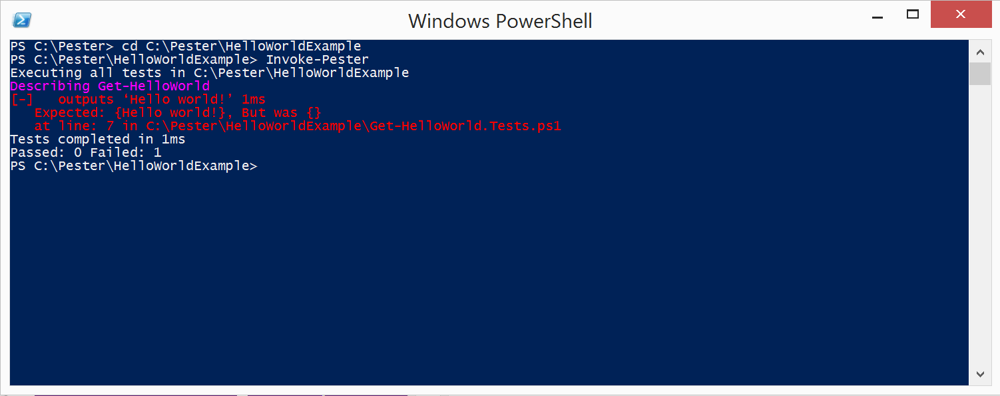 Windows PowerShell
PS C:\Pester> cd C:\Pester\HelloWorldExample
PS C:\Pester\HelloWorldExample> Invoke-Pester
Executing all tests in C:\Pester\HelloWorldExample
Describing Get-HelloWorld
[-]   outputs ‘Hello world!’ 1ms
   Expected: {Hello world!}, But was {}
   at line: 7 in C:\Pester\HelloWorldExample\Get-HelloWorld.Tests.ps1
Tests completed in 1ms
Passed: 0 Failed: 1
PS C:\Pester\HelloWorldExample>